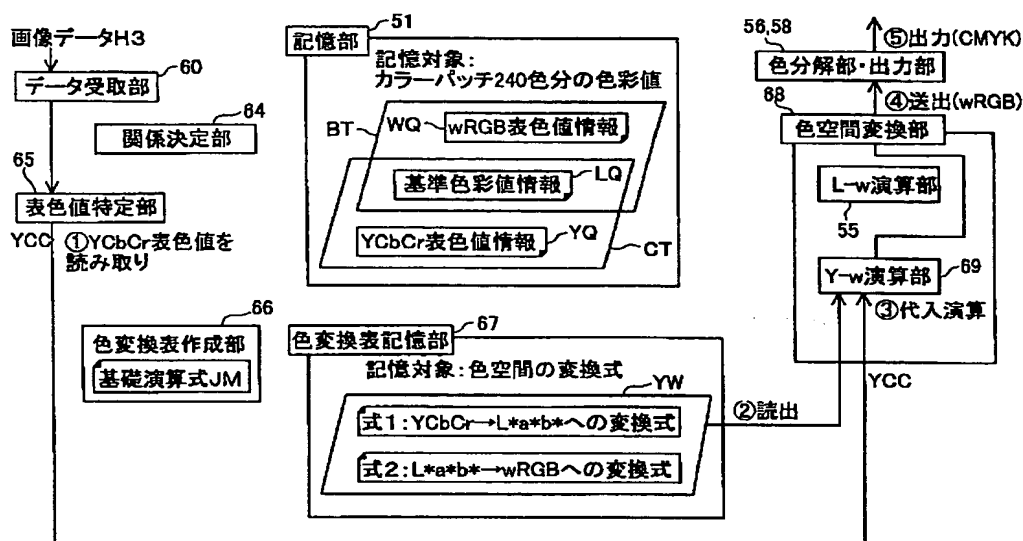 画像データH3
60
データ受取部
64
関係決定部
65
表色値特定部
YCC
①YCbCr表色値を
読み取り
66
色変換表作成部
基礎演算式JM
51
記憶部
記憶対象:
カラーパッチ240色分の色彩値
BT
WQ
wRGB表色値情報
基準色彩値情報
LQ
YCbCr表色値情報
YQ
CT
67
色変換表記憶部
記憶対象:色空間の変換式
YW
式1:YCbCr→L*a*b*への変換式
式2:L*a*b*→wRGBへの変換式
②読出
⑤出力(CMYK)
56,58
色分解部・出力部
④送出(wRGB)
68
色空間変換部
L-w演算部
55
Y-w演算部
69
③代入演算
YCC